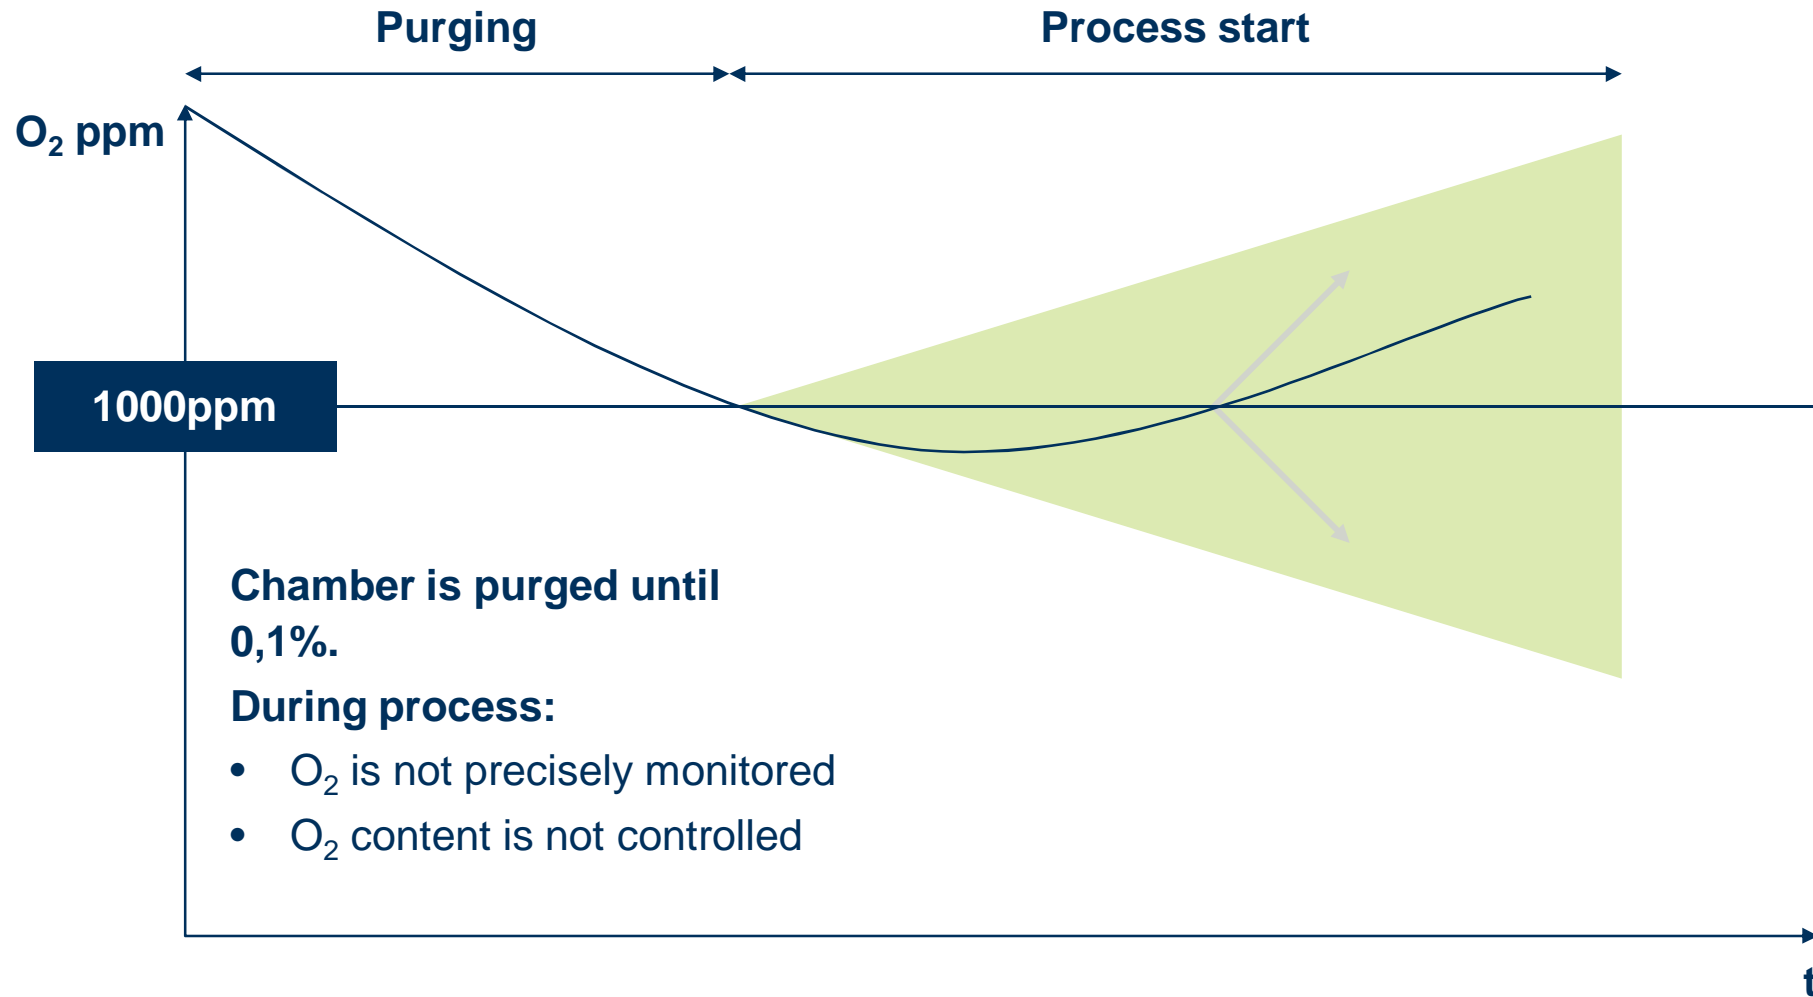 Purging
Process start
O₂ ppm
1000ppm
Chamber is purged until
0,1%.
During process:
• O₂ is not precisely monitored
• O₂ content is not controlled
t